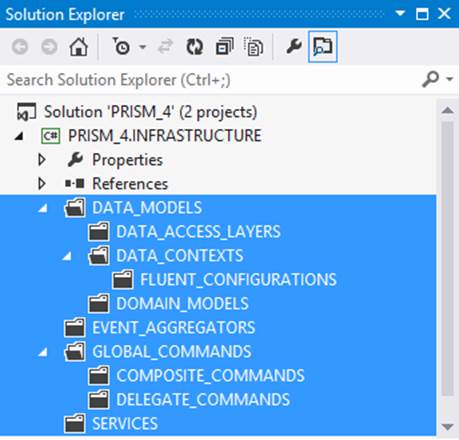 Solution Explorer
Search Solution Explorer (Ctrl+;)
Solution 'PRISM_4' (2 projects)
C# PRISM_4.INFRASTRUCTURE
Properties
References
DATA_MODELS
DATA_ACCESS_LAYERS
DATA_CONTEXTS
FLUENT_CONFIGURATIONS
DOMAIN_MODELS
EVENT_AGGREGATORS
GLOBAL_COMMANDS
COMPOSITE_COMMANDS
DELEGATE_COMMANDS
SERVICES